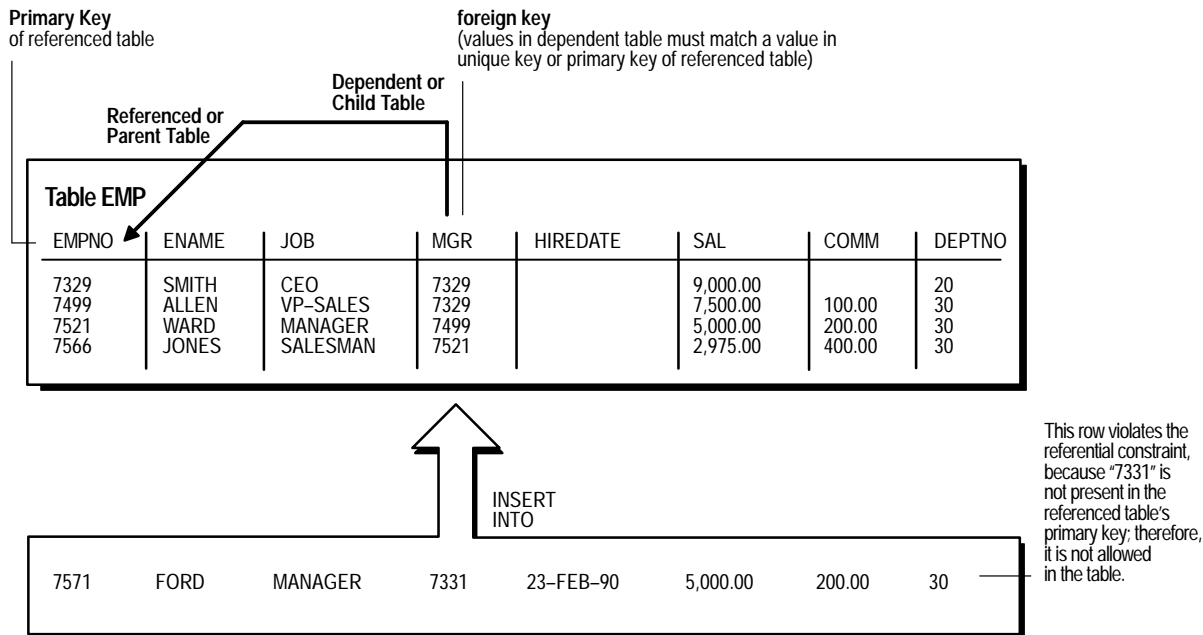 Primary Key
of referenced table
foreign key
(values in dependent table must match a value in
unique key or primary key of referenced table)
Dependent or
Child Table
Referenced or
Parent Table
Table EMP
EMPNO ENAME JOB MGR HIREDATE SAL COMM DEPTNO
7329 SMITH CEO 7329 9,000.00 20
7499 ALLEN VP–SALES 7329 7,500.00 100.00 30
7521 WARD MANAGER 7499 5,000.00 200.00 30
7566 JONES SALESMAN 7521 2,975.00 400.00 30
INSERT
INTO
7571 FORD MANAGER 7331 23–FEB–90 5,000.00 200.00 30
This row violates the
referential constraint,
because “7331” is
not present in the
referenced table’s
primary key; therefore,
it is not allowed
in the table.